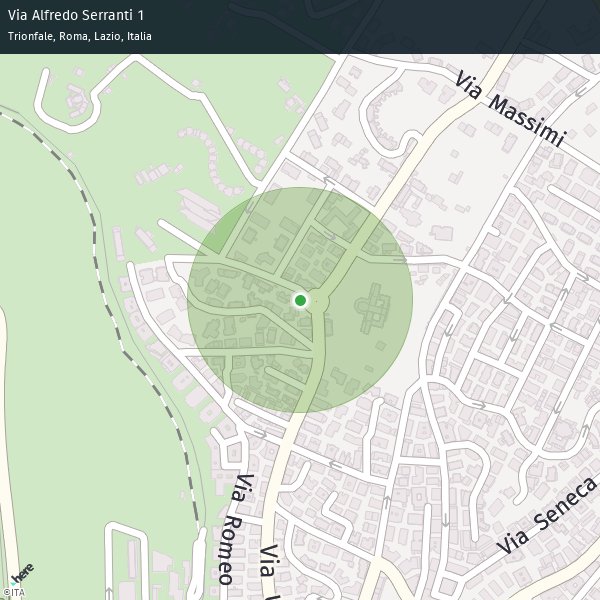 Via Alfredo Serranti 1
Trionfale, Roma, Lazio, Italia
Via Massimi
Via Seneca
Via Romeo
Via
here
©ITA